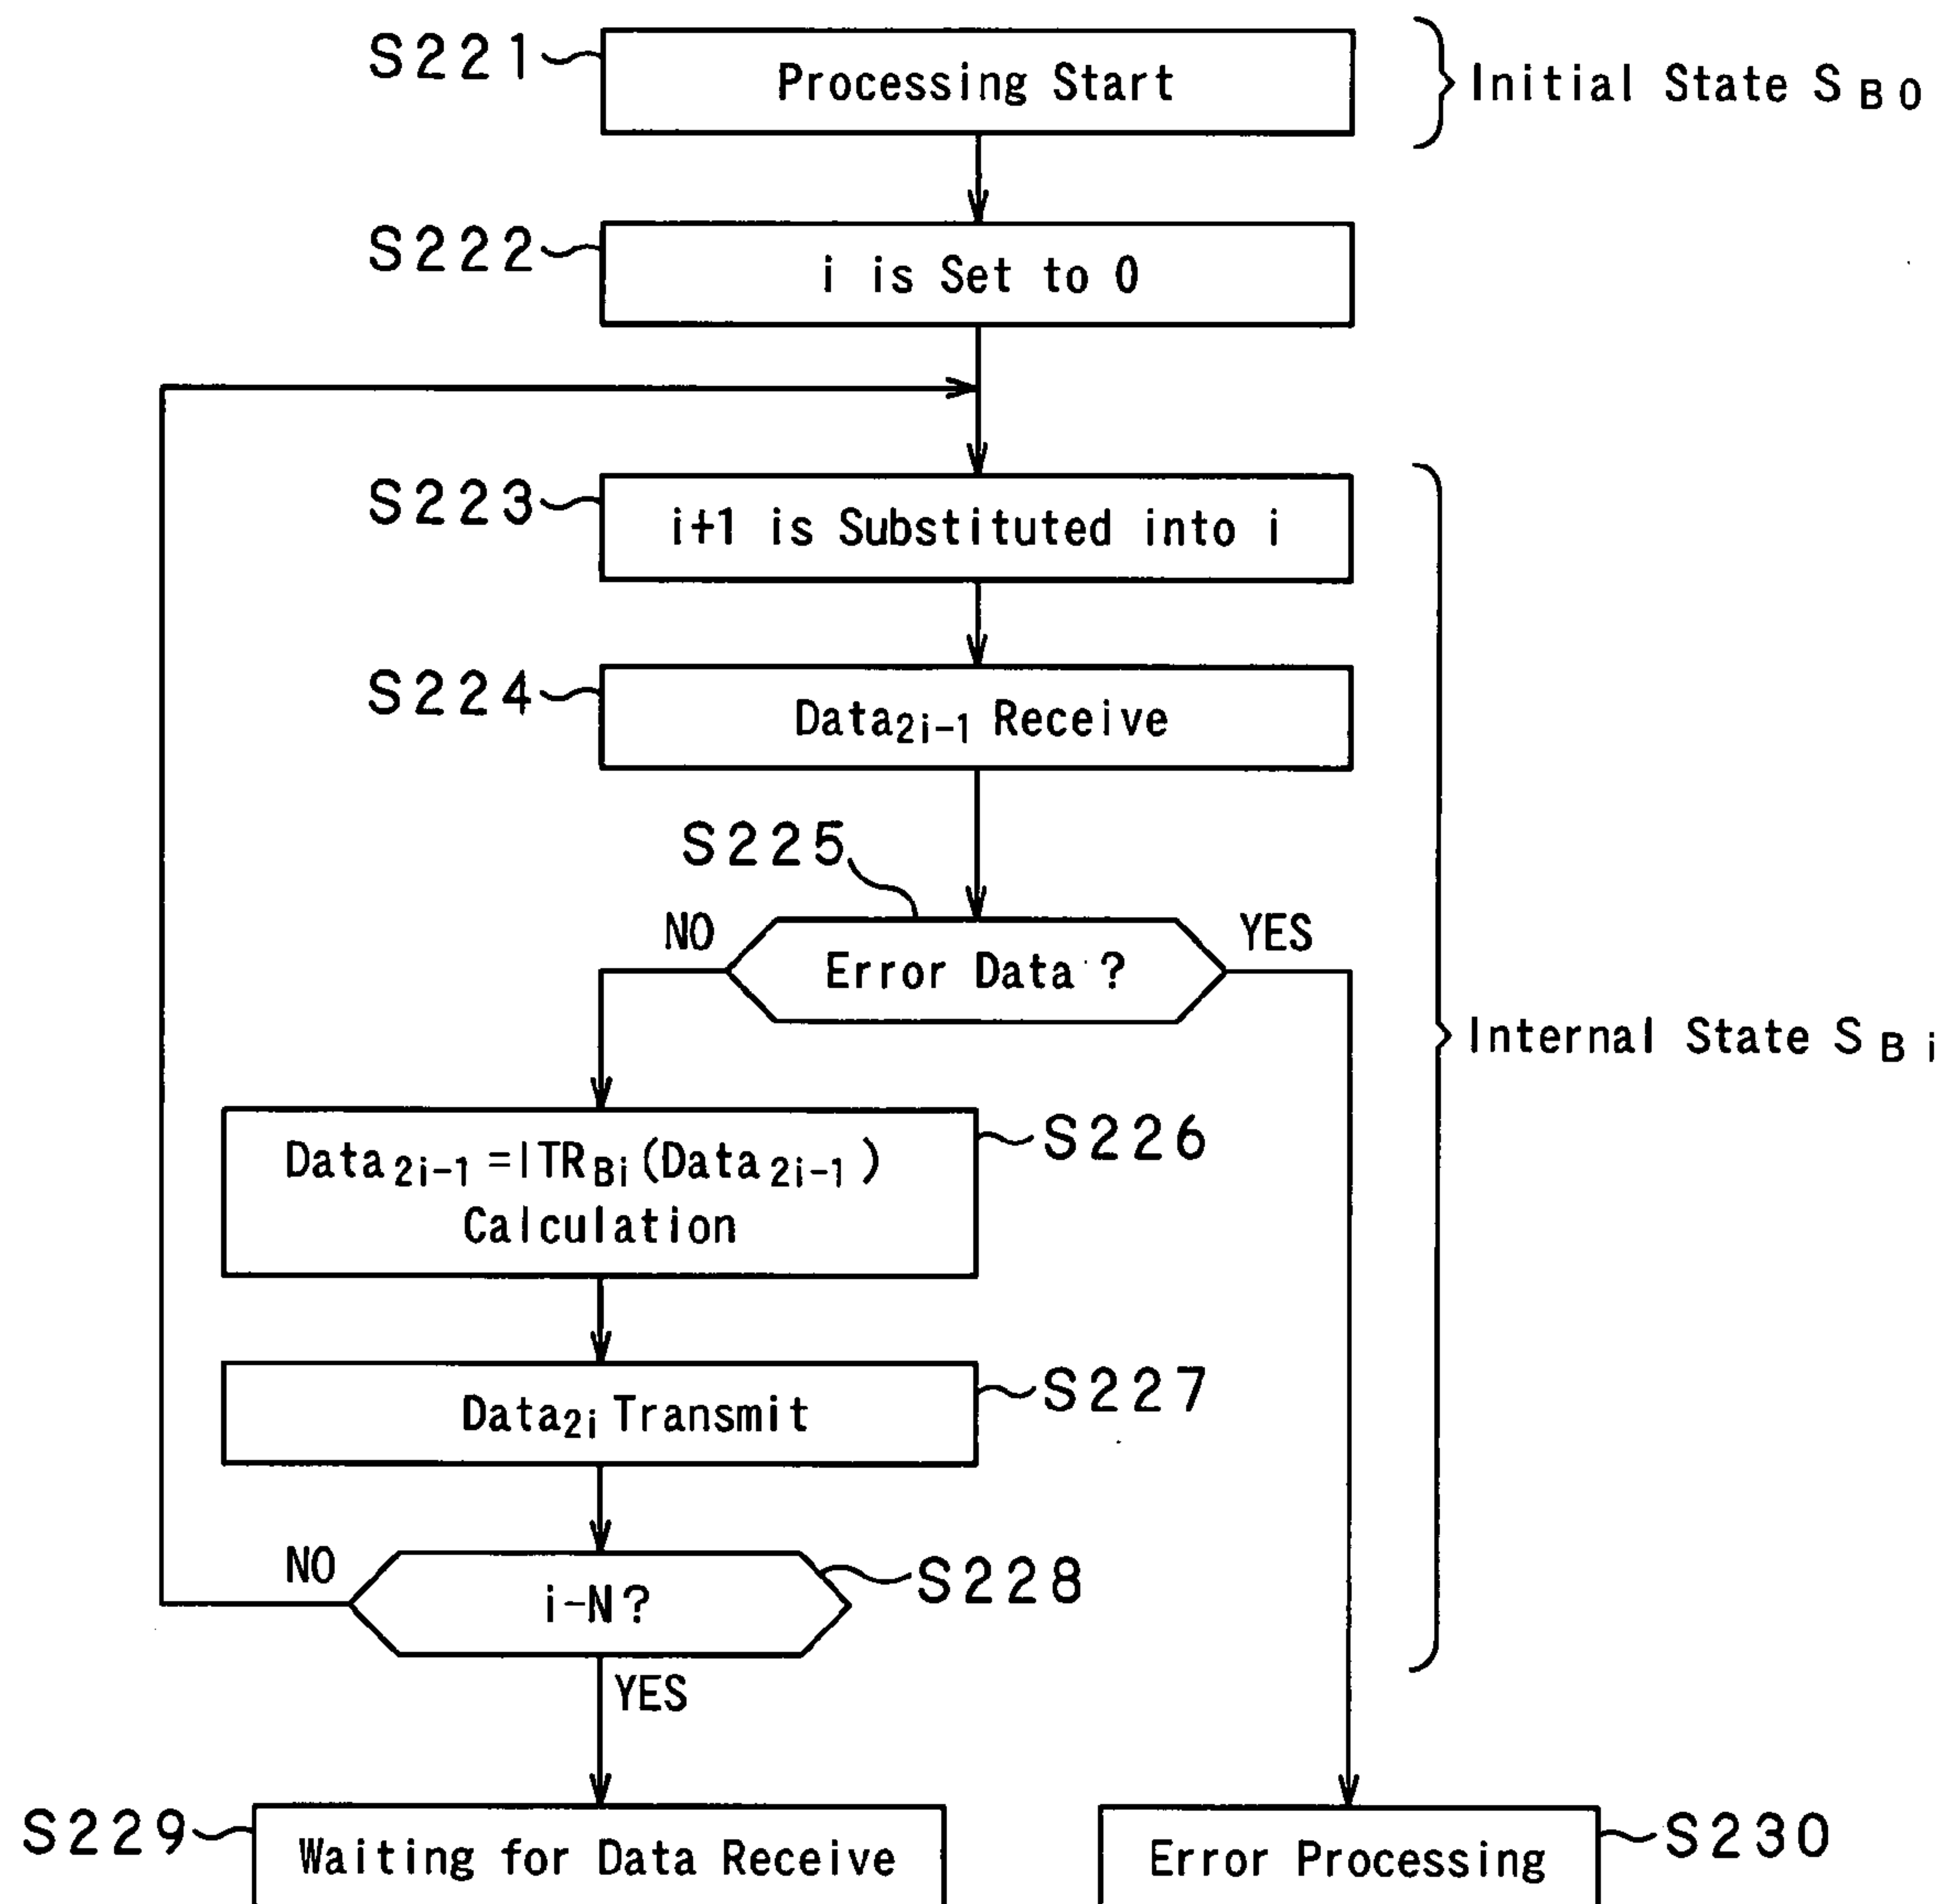 S221
Processing Start
Initial State S B0
S222
i is Set to 0
S223
i+1 is Substituted into i
S224
Data2i-1 Receive
S225
NO
YES
Error Data ?
Internal State S Bi
S226
Data2i-1 =ITRBi(Data2i-1)
Calculation
S227
Data2i Transmit
S228
NO
i-N?
YES
S229
Waiting for Data Receive
Error Processing
S230